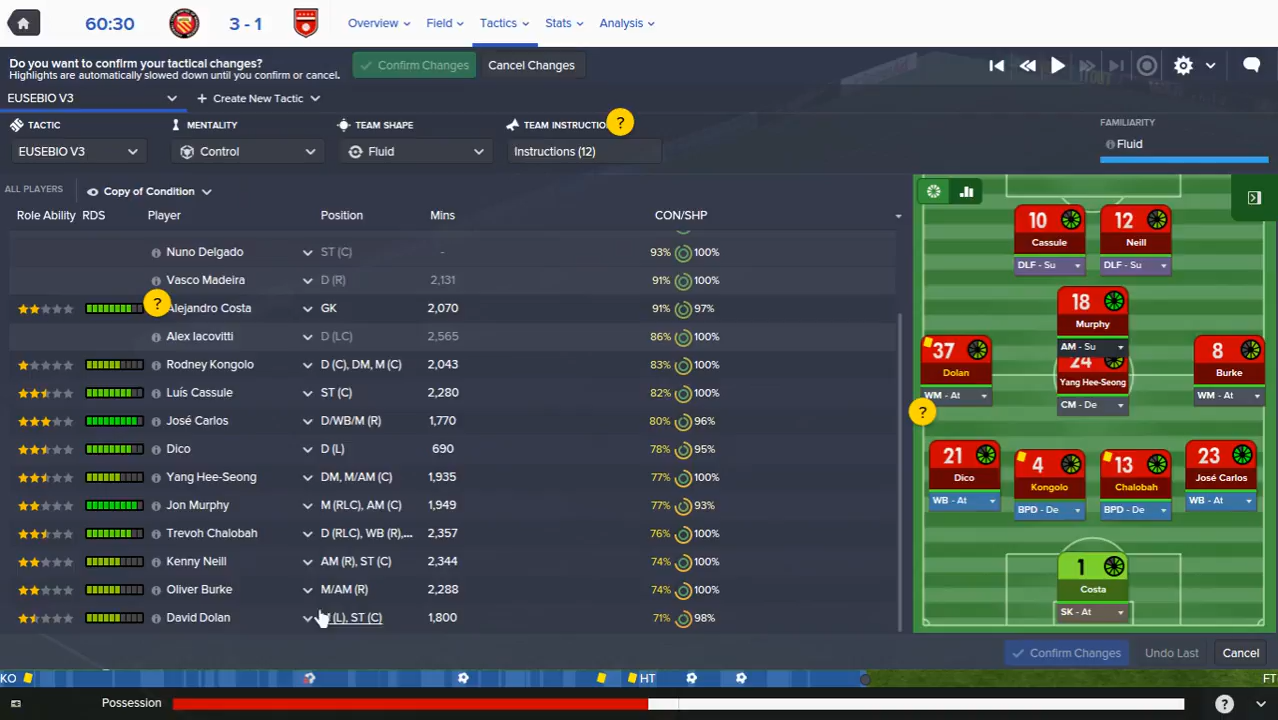 60:30
3 - 1
Overview
Field
Tactics
Stats
Analysis
Do you want to confirm your tactical changes?
Highlights are automatically slowed down until you confirm or cancel.
Confirm Changes
Cancel Changes
EUSEBIO V3
Create New Tactic
TACTIC
MENTALITY
TEAM SHAPE
TEAM INSTRUCTIO
?
FAMILIARITY
EUSEBIO V3
Control
Fluid
Instructions (12)
Fluid
ALL PLAYERS
Copy of Condition
Role Ability RDS Player Position Mins CON/SHP
Nuno Delgado ST (C) - 93% 100%
Vasco Madeira D (R) 2,131 91% 100%
? Alejandro Costa GK 2,070 91% 97%
Alex Iacovitti D (LC) 2,565 86% 100%
Rodney Kongolo D (C), DM, M (C) 2,043 83% 100%
Luís Cassule ST (C) 2,280 82% 100%
José Carlos D/WB/M (R) 1,770 80% 96%
Dico D (L) 690 78% 95%
Yang Hee-Seong DM, M/AM (C) 1,935 77% 100%
Jon Murphy M (RLC), AM (C) 1,949 77% 93%
Trevoh Chalobah D (RLC), WB (R),... 2,357 76% 100%
Kenny Neill AM (R), ST (C) 2,344 74% 100%
Oliver Burke M/AM (R) 2,288 74% 100%
David Dolan (L), ST (C) 1,800 71% 98%
10 12
Cassule Neill
DLF - Su DLF - Su
18
Murphy
AM - Su
37 24 8
Dolan Yang Hee-Seong Burke
WM - At CM - De WM - At
?
21 4 13 23
Dico Kongolo Chalobah José Carlos
WB - At BPD - De BPD - De WB - At
1
Costa
SK - At
Confirm Changes
Undo Last
Cancel
KO HT FT
Possession
?